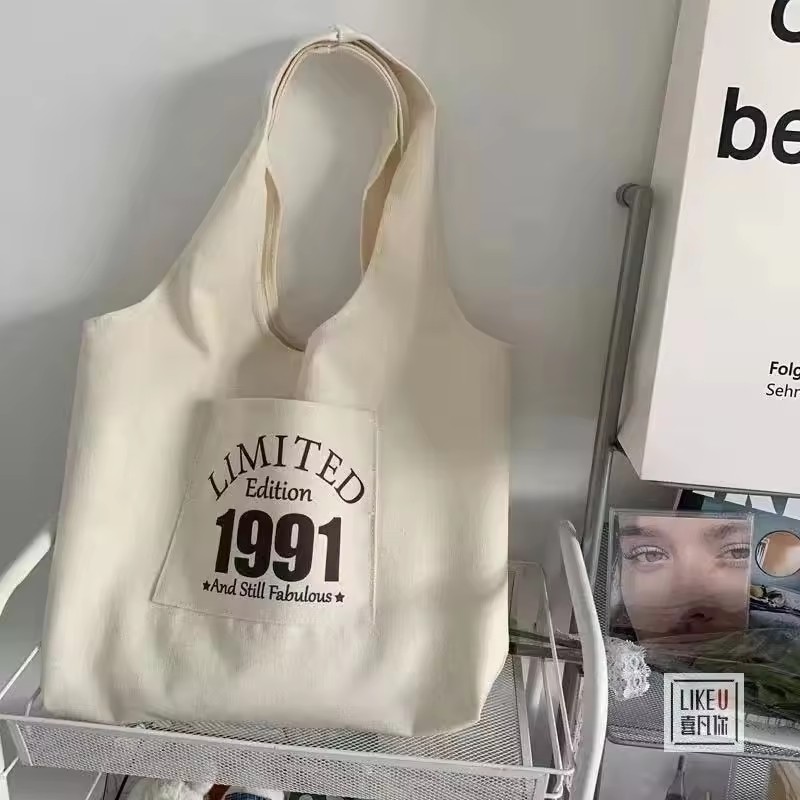 LIMITED
Edition
1991
★And Still Fabulous★
be
Folg
Sehr
LIKEU
喜凡你